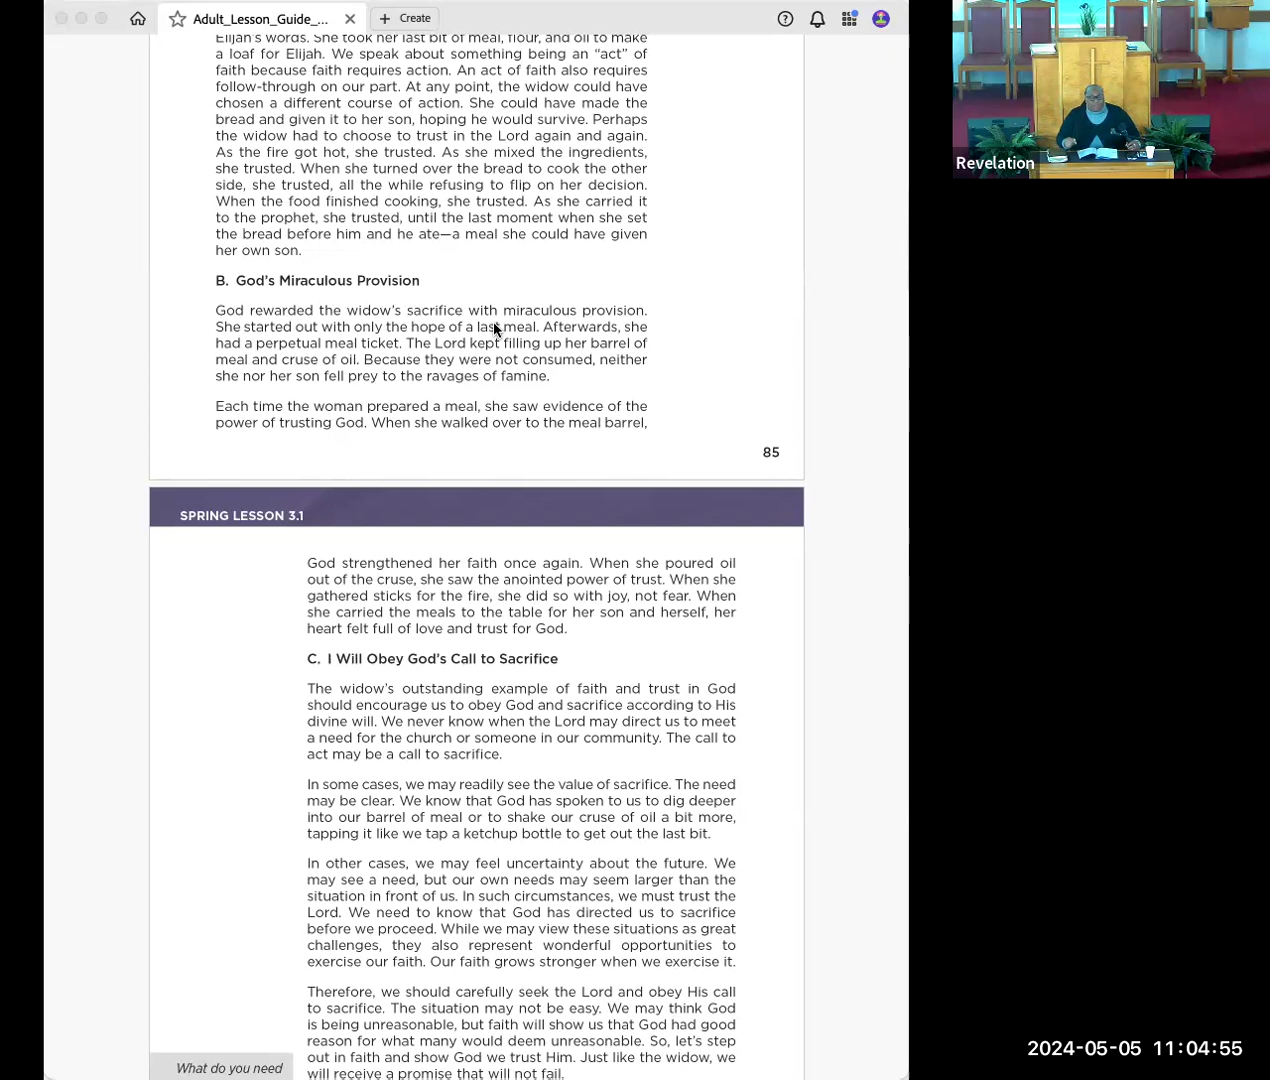 Adult_Lesson_Guide_...
Create
Elijah's words. She took her last bit of meal, flour, and oil to make
a loaf for Elijah. We speak about something being an “act” of
faith because faith requires action. An act of faith also requires
follow-through on our part. At any point, the widow could have
chosen a different course of action. She could have made the
bread and given it to her son, hoping he would survive. Perhaps
the widow had to choose to trust in the Lord again and again.
As the fire got hot, she trusted. As she mixed the ingredients,
she trusted. When she turned over the bread to cook the other
side, she trusted, all the while refusing to flip on her decision.
When the food finished cooking, she trusted. As she carried it
to the prophet, she trusted, until the last moment when she set
the bread before him and he ate—a meal she could have given
her own son.
B. God's Miraculous Provision
God rewarded the widow's sacrifice with miraculous provision.
She started out with only the hope of a last meal. Afterwards, she
had a perpetual meal ticket. The Lord kept filling up her barrel of
meal and cruse of oil. Because they were not consumed, neither
she nor her son fell prey to the ravages of famine.
Each time the woman prepared a meal, she saw evidence of the
power of trusting God. When she walked over to the meal barrel,
85
SPRING LESSON 3.1
God strengthened her faith once again. When she poured oil
out of the cruse, she saw the anointed power of trust. When she
gathered sticks for the fire, she did so with joy, not fear. When
she carried the meals to the table for her son and herself, her
heart felt full of love and trust for God.
C. I Will Obey God's Call to Sacrifice
The widow's outstanding example of faith and trust in God
should encourage us to obey God and sacrifice according to His
divine will. We never know when the Lord may direct us to meet
a need for the church or someone in our community. The call to
act may be a call to sacrifice.
In some cases, we may readily see the value of sacrifice. The need
may be clear. We know that God has spoken to us to dig deeper
into our barrel of meal or to shake our cruse of oil a bit more,
tapping it like we tap a ketchup bottle to get out the last bit.
In other cases, we may feel uncertainty about the future. We
may see a need, but our own needs may seem larger than the
situation in front of us. In such circumstances, we must trust the
Lord. We need to know that God has directed us to sacrifice
before we proceed. While we may view these situations as great
challenges, they also represent wonderful opportunities to
exercise our faith. Our faith grows stronger when we exercise it.
Therefore, we should carefully seek the Lord and obey His call
to sacrifice. The situation may not be easy. We may think God
is being unreasonable, but faith will show us that God had good
reason for what many would deem unreasonable. So, let's step
out in faith and show God we trust Him. Just like the widow, we
will receive a promise that will not fail.
What do you need
Revelation
2024-05-05 11:04:55